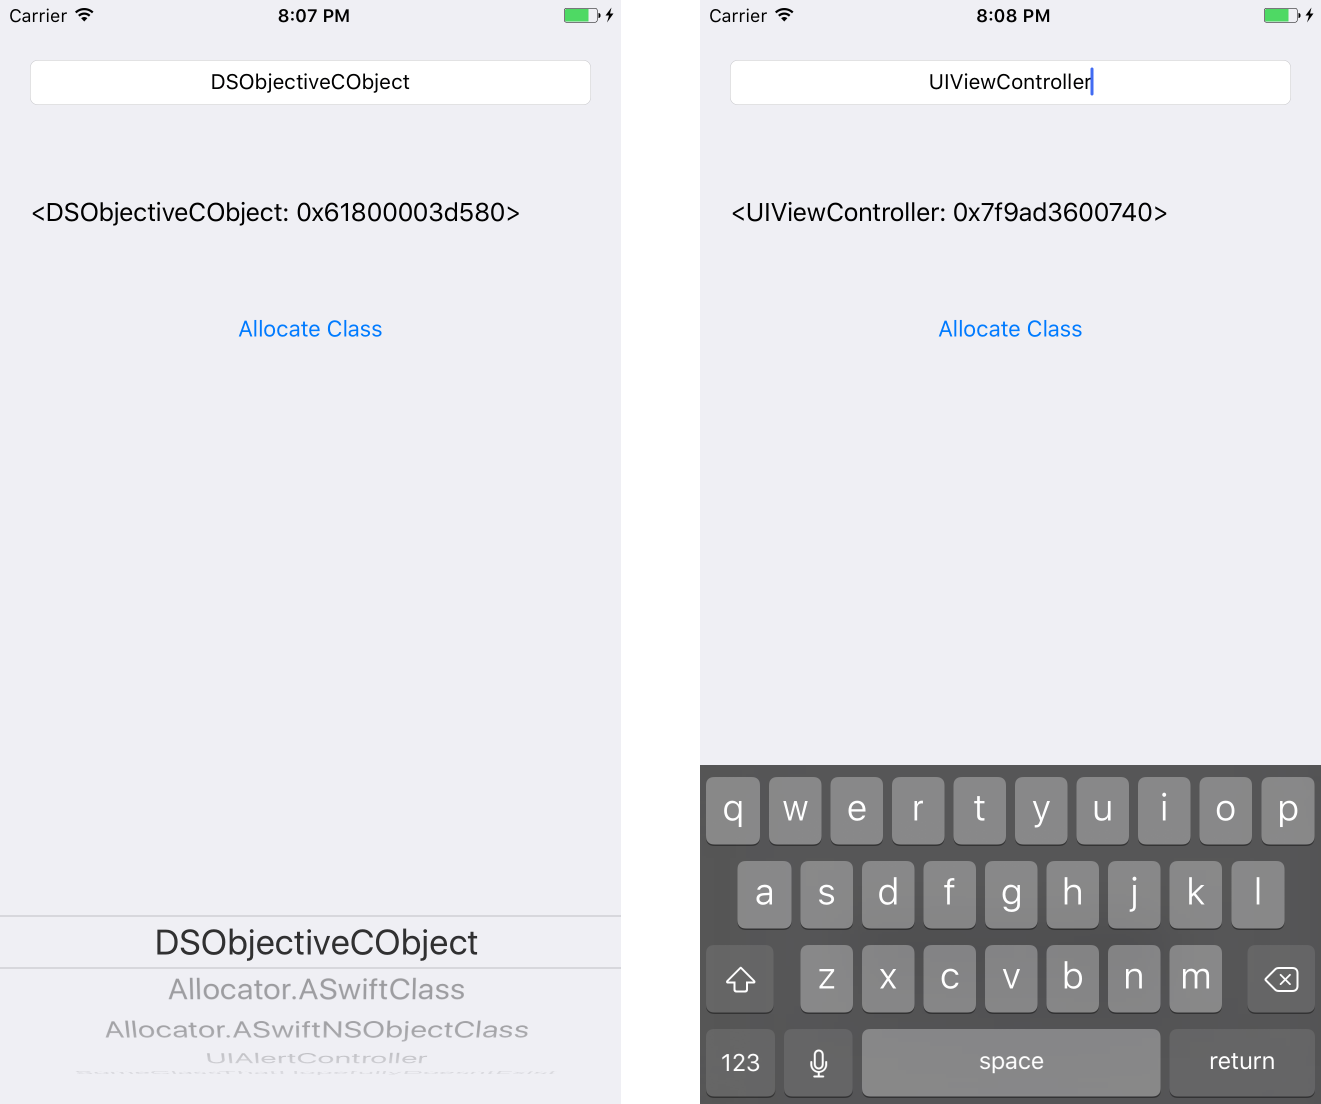 Carrier 8:07 PM
DSObjectiveCObject
<DSObjectiveCObject: 0x61800003d580>
Allocate Class
DSObjectiveCObject
Allocator.ASwiftClass
Allocator.ASwiftNSObjectClass
UIAlertController
Carrier 8:08 PM
UIViewController
<UIViewController: 0x7f9ad3600740>
Allocate Class
q w e r t y u i o p
a s d f g h j k l
z x c v b n m
123 space return